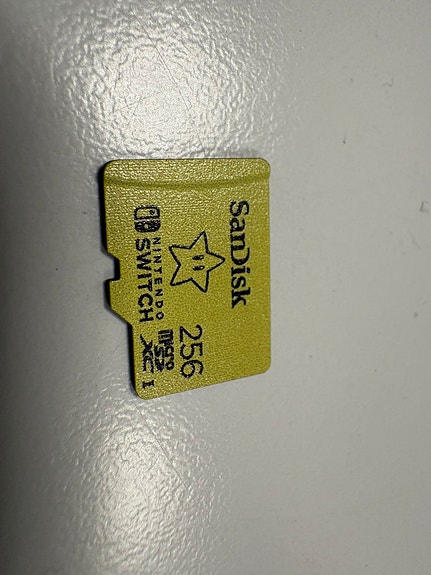 SanDisk
256
NINTENDO
SWITCH
micro
SD
XC I